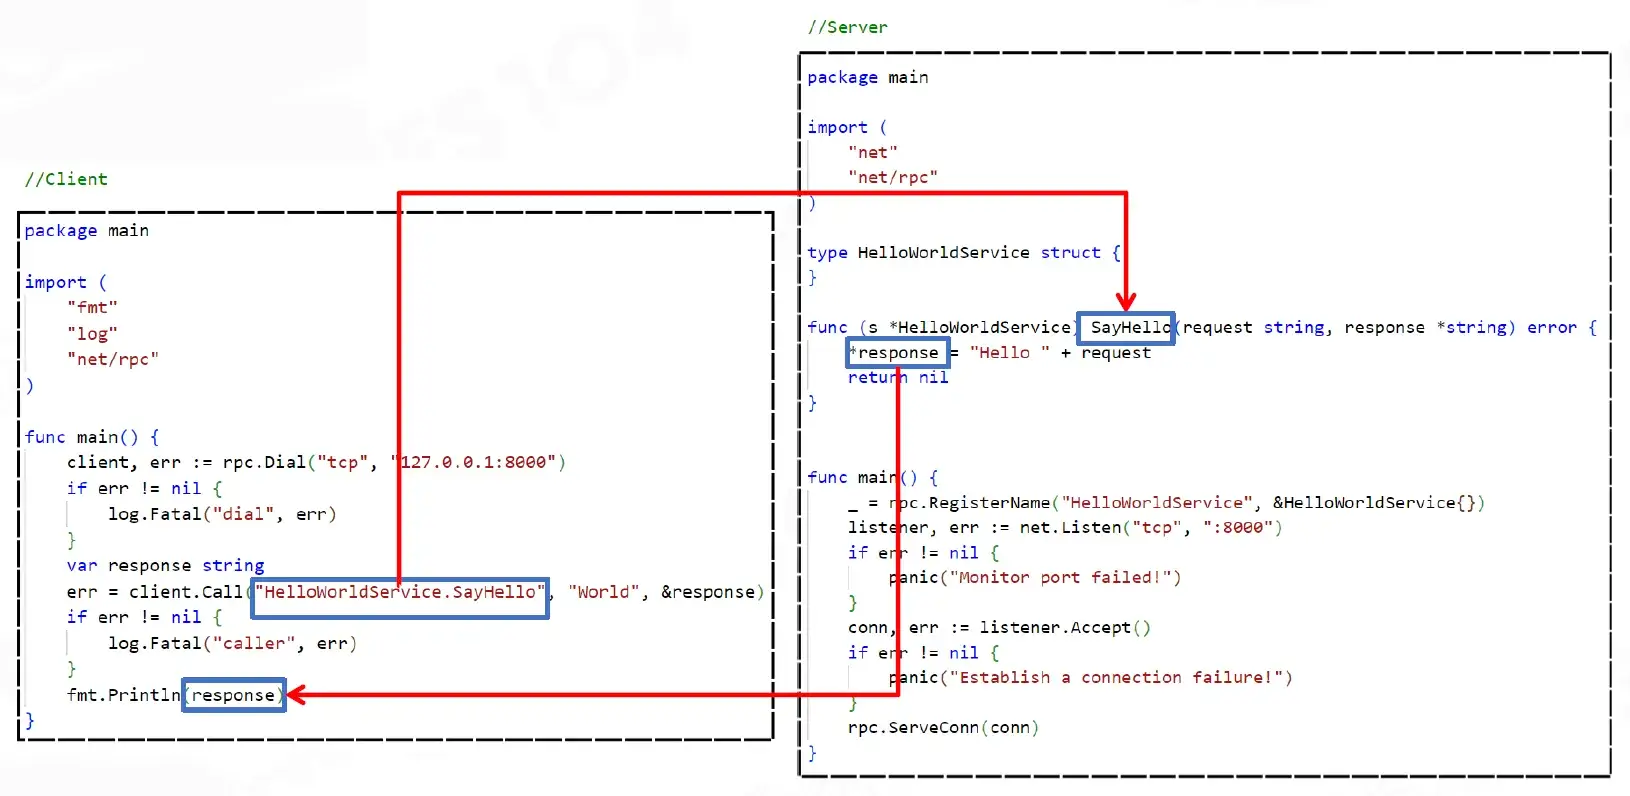 //Client
package main
import (
"fmt"
"log"
"net/rpc"
)
func main() {
client, err := rpc.Dial("tcp", "127.0.0.1:8000")
if err != nil {
log.Fatal("dial", err)
}
var response string
err = client.Call("HelloWorldService.SayHello", "World", &response)
if err != nil {
log.Fatal("caller", err)
}
fmt.Println(response)
}
//Server
package main
import (
"net"
"net/rpc"
)
type HelloWorldService struct {
}
func (s *HelloWorldService) SayHello(request string, response *string) error {
*response = "Hello " + request
return nil
}
func main() {
_ = rpc.RegisterName("HelloWorldService", &HelloWorldService{})
listener, err := net.Listen("tcp", ":8000")
if err != nil {
panic("Monitor port failed!")
}
conn, err := listener.Accept()
if err != nil {
panic("Establish a connection failure!")
}
rpc.ServeConn(conn)
}